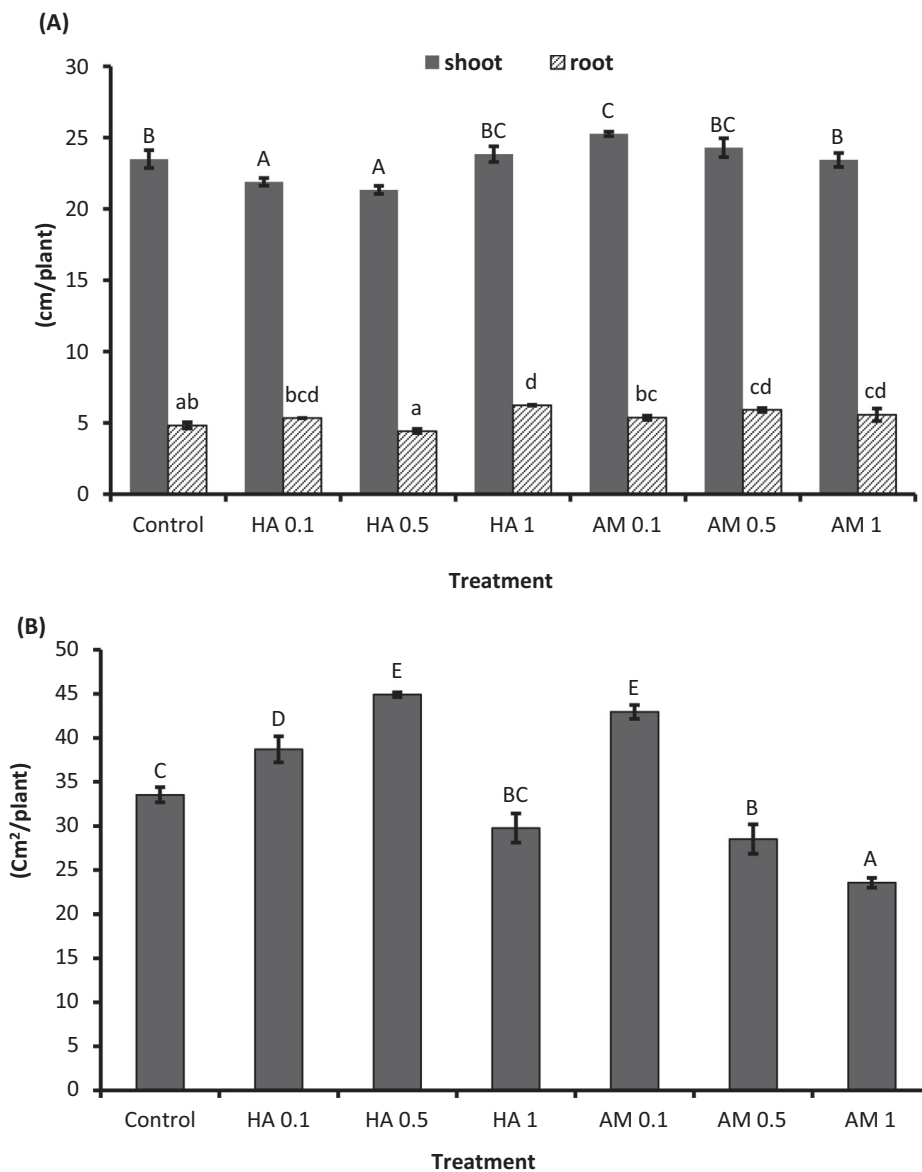 (A)
shoot root
30
25
20
15
10
5
0
(cm/plant)
B A A BC C BC B
ab bcd a d bc cd cd
Control HA 0.1 HA 0.5 HA 1 AM 0.1 AM 0.5 AM 1
Treatment
(B)
50
45
40
35
30
25
20
15
10
5
0
(Cm²/plant)
C D E BC E B A
Control HA 0.1 HA 0.5 HA 1 AM 0.1 AM 0.5 AM 1
Treatment